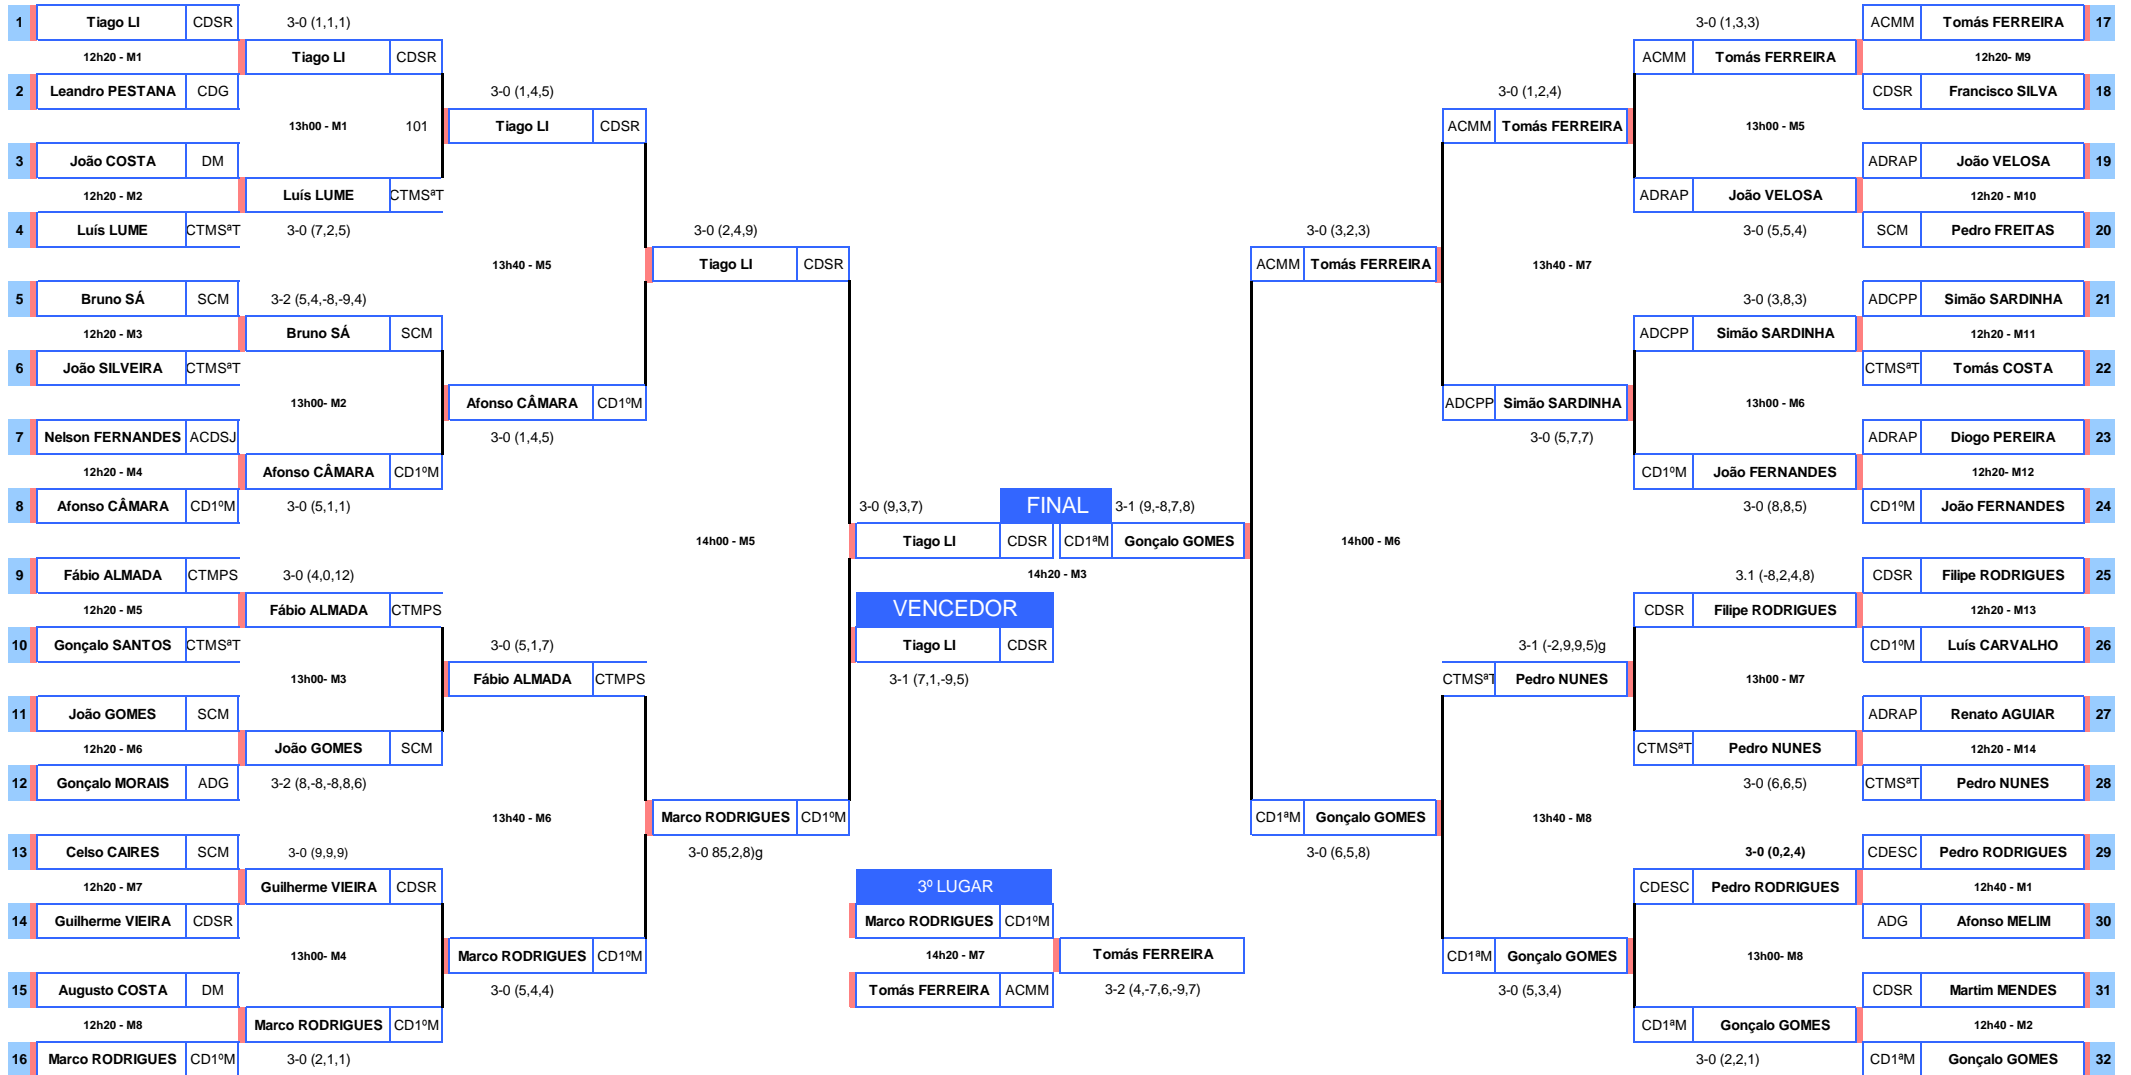 1 Tiago LI CDSR 3-0 (1,1,1) 3-0 (1,3,3) ACMM Tomás FERREIRA 17
12h20 - M1 Tiago LI CDSR ACMM Tomás FERREIRA 12h20- M9
2 Leandro PESTANA CDG 3-0 (1,4,5) 3-0 (1,2,4) CDSR Francisco SILVA 18
13h00 - M1 101 Tiago LI CDSR ACMM Tomás FERREIRA 13h00 - M5
3 João COSTA DM ADRAP João VELOSA 19
12h20 - M2 Luís LUME CTMSªT ADRAP João VELOSA 12h20 - M10
4 Luís LUME CTMSªT 3-0 (7,2,5) 3-0 (2,4,9) 3-0 (3,2,3) 3-0 (5,5,4) SCM Pedro FREITAS 20
13h40 - M5 Tiago LI CDSR ACMM Tomás FERREIRA 13h40 - M7
5 Bruno SÁ SCM 3-2 (5,4,-8,-9,4) 3-0 (3,8,3) ADCPP Simão SARDINHA 21
12h20 - M3 Bruno SÁ SCM ADCPP Simão SARDINHA 12h20 - M11
6 João SILVEIRA CTMSªT CTMSªT Tomás COSTA 22
13h00- M2 Afonso CÂMARA CD1ºM ADCPP Simão SARDINHA 13h00 - M6
7 Nelson FERNANDES ACDSJ 3-0 (1,4,5) 3-0 (5,7,7) ADRAP Diogo PEREIRA 23
12h20 - M4 Afonso CÂMARA CD1ºM CD1ºM João FERNANDES 12h20- M12
8 Afonso CÂMARA CD1ºM 3-0 (5,1,1) 3-0 (9,3,7) FINAL 3-1 (9,-8,7,8) 3-0 (8,8,5) CD1ºM João FERNANDES 24
14h00 - M5 Tiago LI CDSR CD1ªM Gonçalo GOMES 14h00 - M6
9 Fábio ALMADA CTMPS 3-0 (4,0,12) 14h20 - M3 3.1 (-8,2,4,8) CDSR Filipe RODRIGUES 25
12h20 - M5 Fábio ALMADA CTMPS VENCEDOR CDSR Filipe RODRIGUES 12h20 - M13
10 Gonçalo SANTOS CTMSªT 3-0 (5,1,7) Tiago LI CDSR 3-1 (-2,9,9,5)g CD1ºM Luís CARVALHO 26
13h00- M3 Fábio ALMADA CTMPS 3-1 (7,1,-9,5) CTMSªT Pedro NUNES 13h00 - M7
11 João GOMES SCM ADRAP Renato AGUIAR 27
12h20 - M6 João GOMES SCM CTMSªT Pedro NUNES 12h20 - M14
12 Gonçalo MORAIS ADG 3-2 (8,-8,-8,8,6) 3-0 (6,6,5) CTMSªT Pedro NUNES 28
13h40 - M6 Marco RODRIGUES CD1ºM CD1ªM Gonçalo GOMES 13h40 - M8
13 Celso CAIRES SCM 3-0 (9,9,9) 3-0 85,2,8)g 3-0 (6,5,8) 3-0 (0,2,4) CDESC Pedro RODRIGUES 29
12h20 - M7 Guilherme VIEIRA CDSR 3º LUGAR CDESC Pedro RODRIGUES 12h40 - M1
14 Guilherme VIEIRA CDSR Marco RODRIGUES CD1ºM ADG Afonso MELIM 30
13h00- M4 Marco RODRIGUES CD1ºM 14h20 - M7 Tomás FERREIRA CD1ªM Gonçalo GOMES 13h00- M8
15 Augusto COSTA DM 3-0 (5,4,4) Tomás FERREIRA ACMM 3-2 (4,-7,6,-9,7) 3-0 (5,3,4) CDSR Martim MENDES 31
12h20 - M8 Marco RODRIGUES CD1ºM CD1ªM Gonçalo GOMES 12h40 - M2
16 Marco RODRIGUES CD1ºM 3-0 (2,1,1) 3-0 (2,2,1) CD1ªM Gonçalo GOMES 32